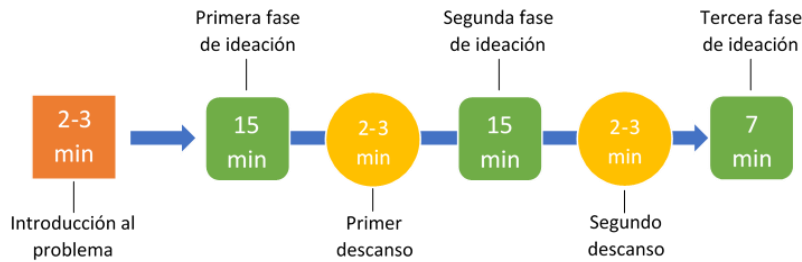 Primera fase
de ideación
Segunda fase
de ideación
Tercera fase
de ideación
2-3
min
15
min
2-3
min
15
min
2-3
min
7
min
Introducción al
problema
Primer
descanso
Segundo
descanso